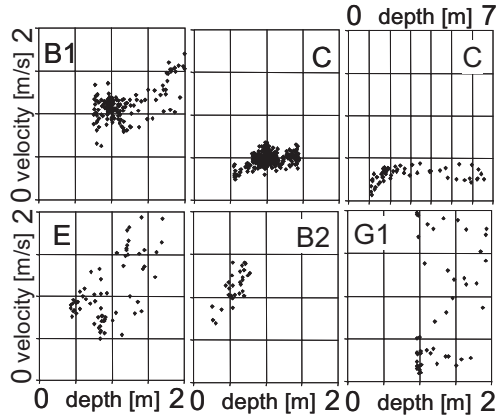 0 depth [m] 7
B1
C
C
0 velocity [m/s] 2
E
B2
G1
0 velocity [m/s] 2
0 depth [m] 2
0 depth [m] 2
0 depth [m] 2